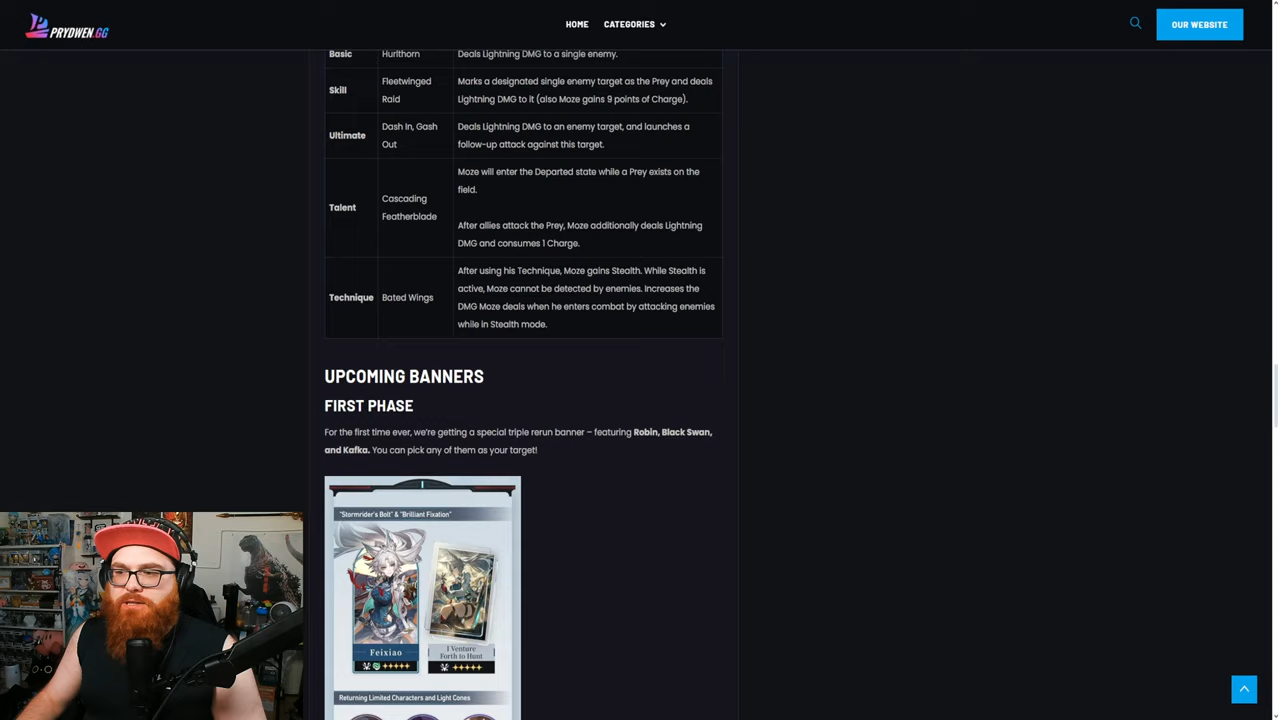 PRYDWEN.GG
HOME
CATEGORIES
OUR WEBSITE
Basic
Hurlthorn
Deals Lightning DMG to a single enemy.
Skill
Fleetwinged
Raid
Marks a designated single enemy target as the Prey and deals
Lightning DMG to it (also Moze gains 9 points of Charge).
Ultimate
Dash In, Gash
Out
Deals Lightning DMG to an enemy target, and launches a
follow-up attack against this target.
Talent
Cascading
Featherblade
Moze will enter the Departed state while a Prey exists on the
field.
After allies attack the Prey, Moze additionally deals Lightning
DMG and consumes 1 Charge.
Technique
Bated Wings
After using his Technique, Moze gains Stealth. While Stealth is
active, Moze cannot be detected by enemies. Increases the
DMG Moze deals when he enters combat by attacking enemies
while in Stealth mode.
UPCOMING BANNERS
FIRST PHASE
For the first time ever, we're getting a special triple rerun banner – featuring Robin, Black Swan,
and Kafka. You can pick any of them as your target!
"Stormrider's Bolt" & "Brilliant Fixation"
Feixiao
I Venture
Forth to Hunt
Returning Limited Characters and Light Cones